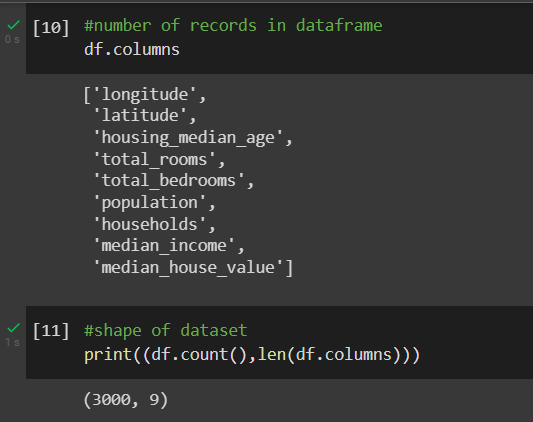 [10] #number of records in dataframe
0s df.columns
['longitude',
'latitude',
'housing_median_age',
'total_rooms',
'total_bedrooms',
'population',
'households',
'median_income',
'median_house_value']
[11] #shape of dataset
1s print((df.count(),len(df.columns)))
(3000, 9)